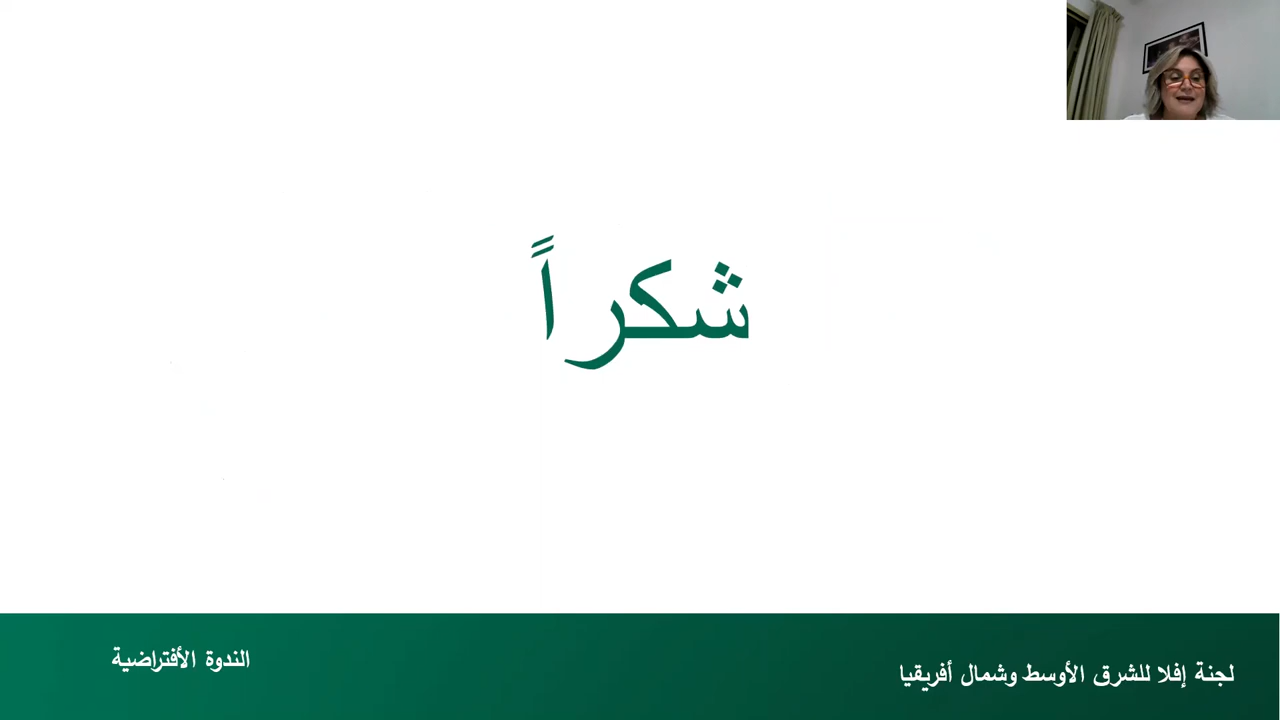 شكراً
لجنة إفلا للشرق الأوسط وشمال أفريقيا
الندوة الأفتراضية